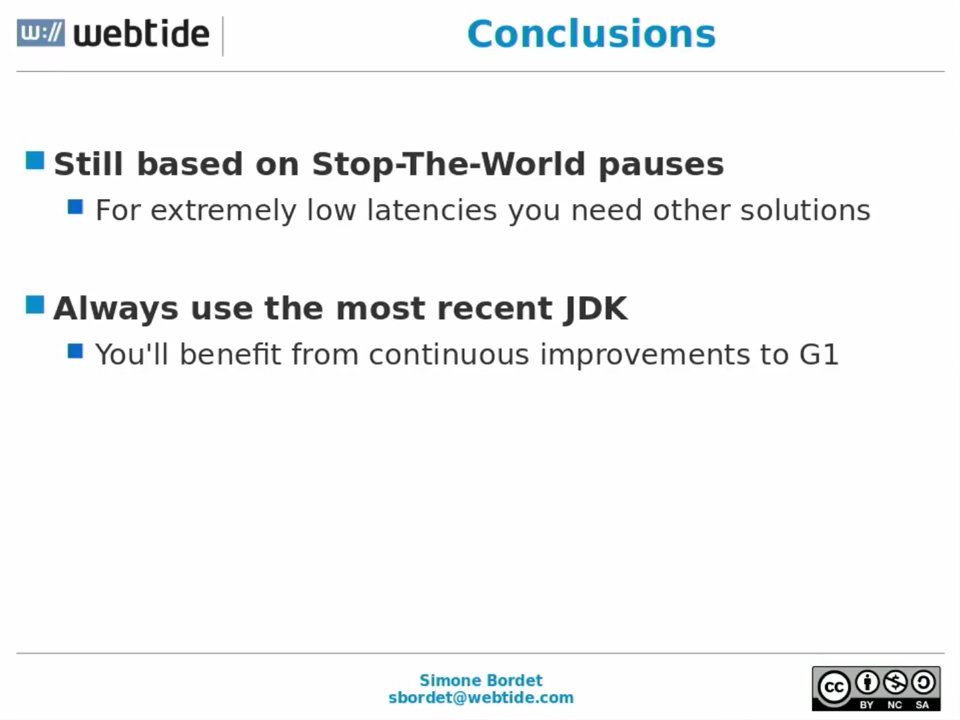 w:// webtide
Conclusions
Still based on Stop-The-World pauses
For extremely low latencies you need other solutions
Always use the most recent JDK
You'll benefit from continuous improvements to G1
Simone Bordet
sbordet@webtide.com
cc
BY NC SA